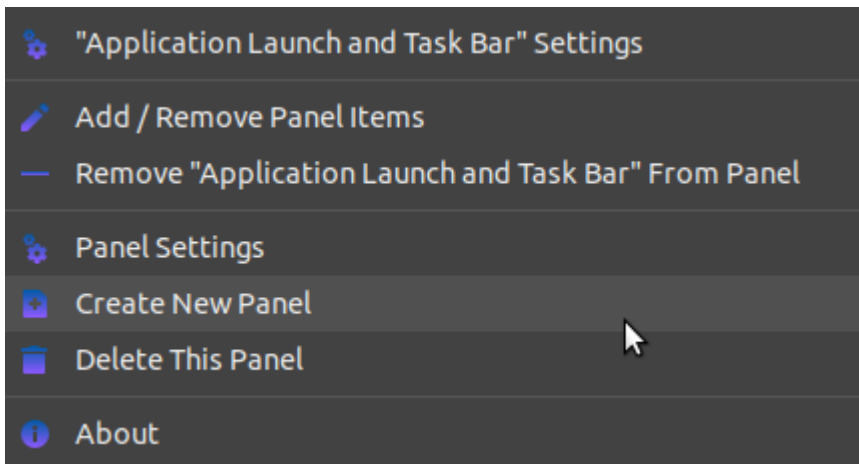 "Application Launch and Task Bar" Settings
Add / Remove Panel Items
Remove "Application Launch and Task Bar" From Panel
Panel Settings
Create New Panel
Delete This Panel
About